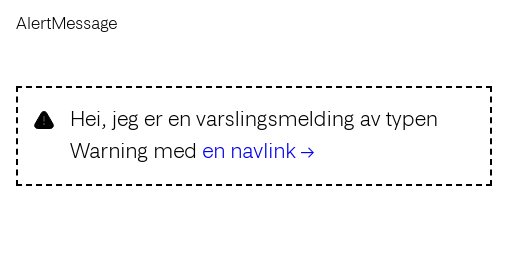 AlertMessage
Hei, jeg er en varslingsmelding av typen
Warning med en navlink →